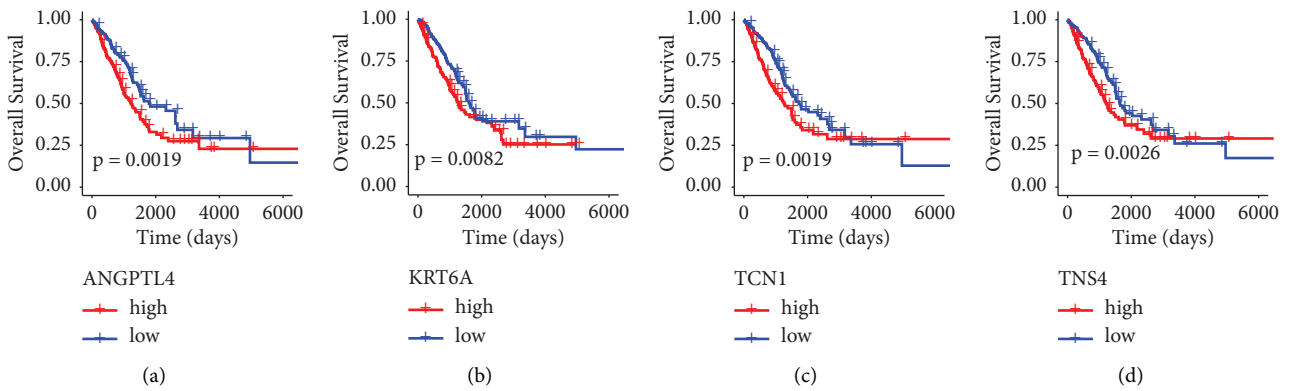 1.00
0.75
0.50
0.25
0.00
Overall Survival
p = 0.0019
0 2000 4000 6000
Time (days)
ANGPTL4
high
low
(a)
1.00
0.75
0.50
0.25
0.00
Overall Survival
p = 0.0082
0 2000 4000 6000
Time (days)
KRT6A
high
low
(b)
1.00
0.75
0.50
0.25
0.00
Overall Survival
p = 0.0019
0 2000 4000 6000
Time (days)
TCN1
high
low
(c)
1.00
0.75
0.50
0.25
0.00
Overall Survival
p = 0.0026
0 2000 4000 6000
Time (days)
TNS4
high
low
(d)